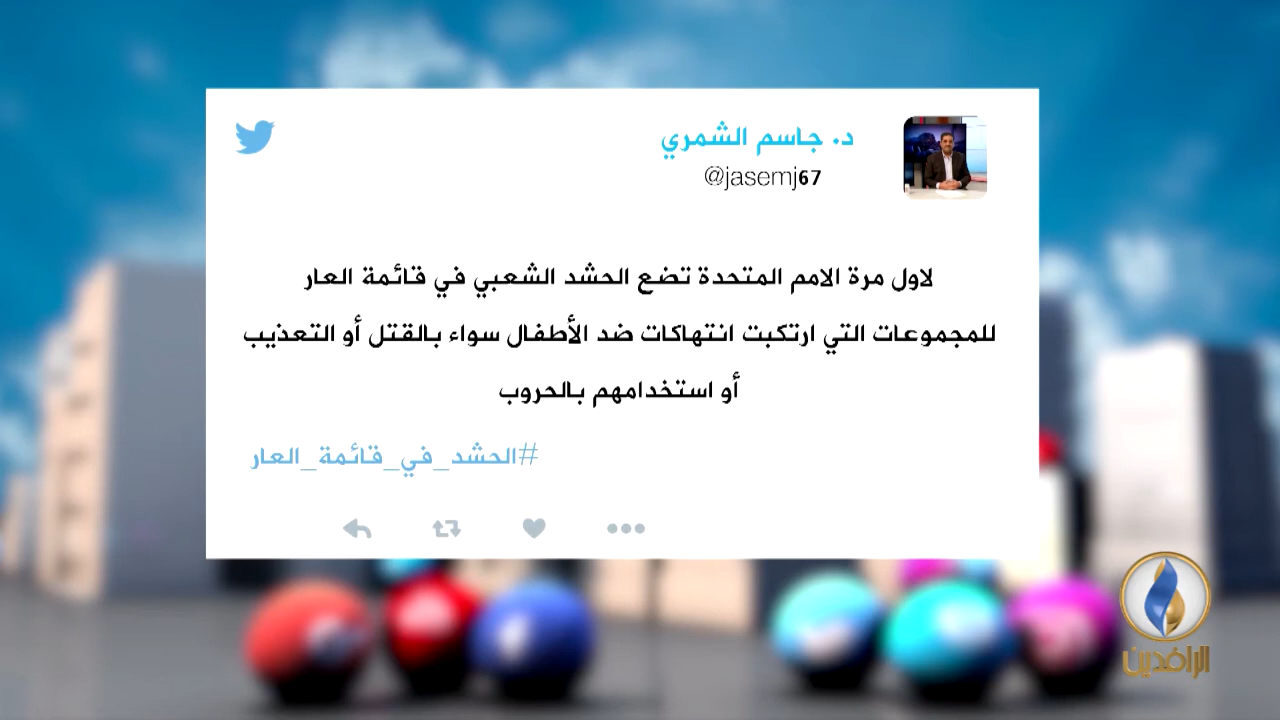 د. جاسم الشمري
@jasemj67
لاول مرة الامم المتحدة تضع الحشد الشعبي في قائمة العار
للمجموعات التي ارتكبت انتهاكات ضد الأطفال سواء بالقتل أو التعذيب
أو استخدامهم بالحروب
#الحشد_في_قائمة_العار
الرافدين